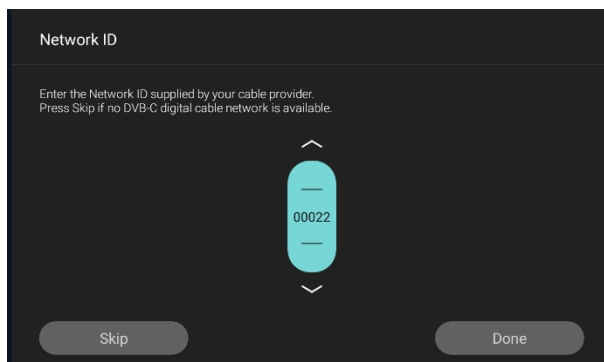 Network ID
Enter the Network ID supplied by your cable provider.
Press Skip if no DVB-C digital cable network is available.
00022
Skip
Done